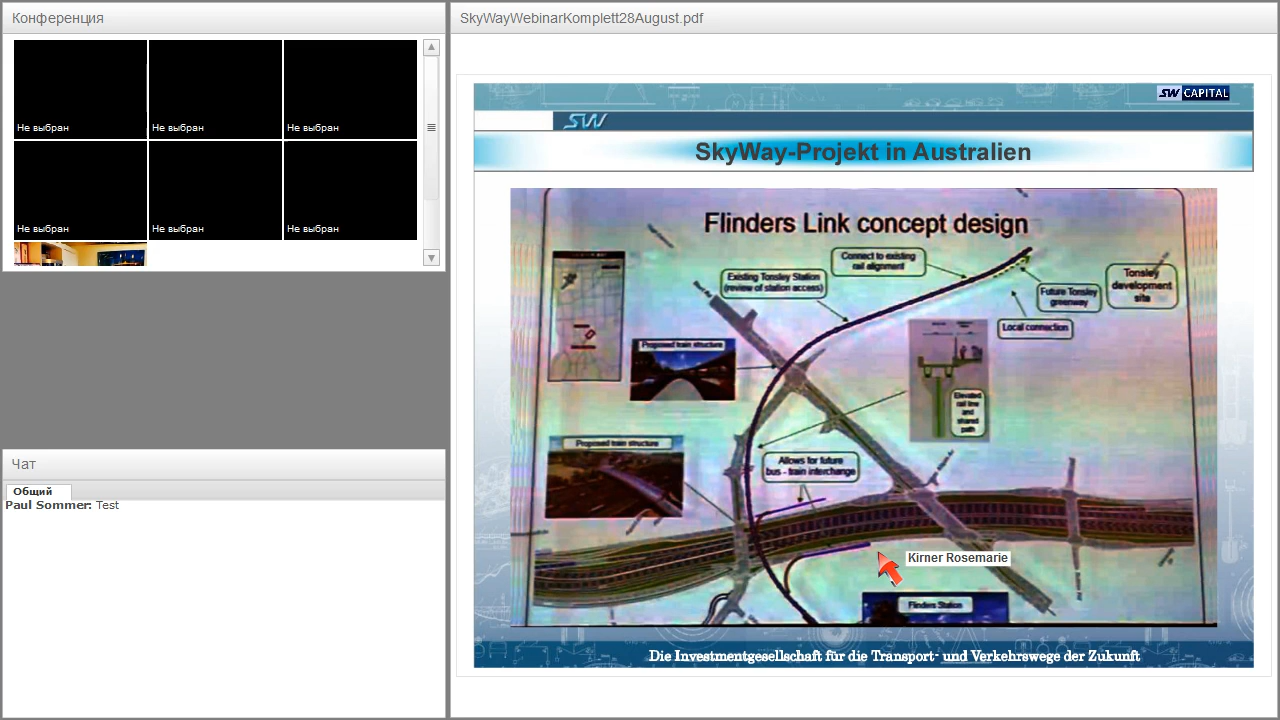 Конференция
Не выбран
Не выбран
Не выбран
Не выбран
Не выбран
Не выбран
Чат
Общий
Paul Sommer: Test
SkyWayWebinarKomplett28August.pdf
SW CAPITAL
SW
SkyWay-Projekt in Australien
Flinders Link concept design
Connect to existing
rail alignment
Existing Tonsley Station
(review of station access)
Tonsley
development
site
Future Tonsley
greenway
Local connection
Proposed train structure
Elevated
rail line
and
shared
path
Proposed train structure
Allows for future
bus - train interchange
Kirner Rosemarie
Flinders Station
Die Investmentgesellschaft für die Transport- und Verkehrswege der Zukunft